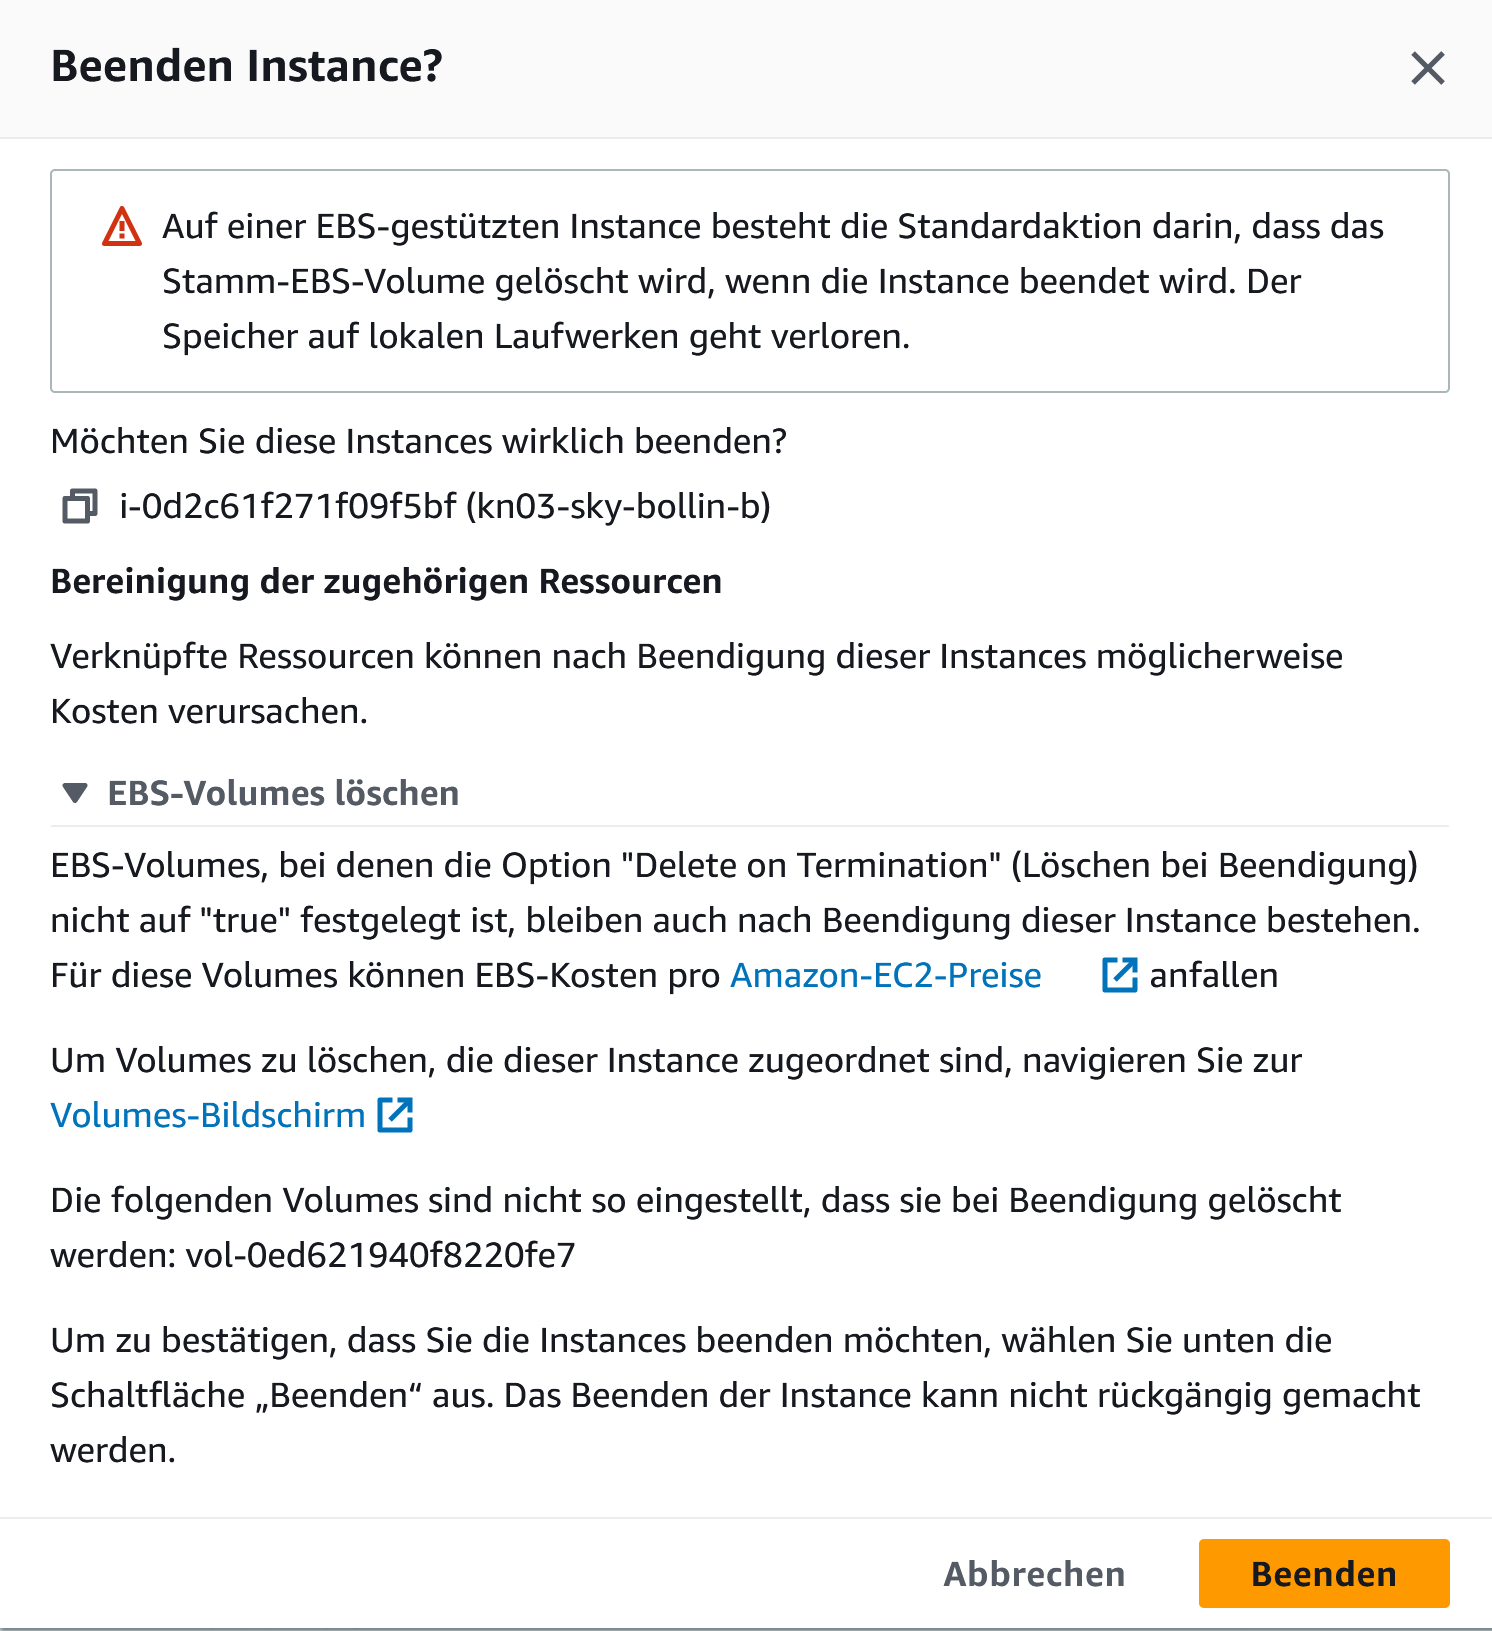 Beenden Instance?
Auf einer EBS-gestützten Instance besteht die Standardaktion darin, dass das
Stamm-EBS-Volume gelöscht wird, wenn die Instance beendet wird. Der
Speicher auf lokalen Laufwerken geht verloren.
Möchten Sie diese Instances wirklich beenden?
i-0d2c61f271f09f5bf (kn03-sky-bollin-b)
Bereinigung der zugehörigen Ressourcen
Verknüpfte Ressourcen können nach Beendigung dieser Instances möglicherweise
Kosten verursachen.
EBS-Volumes löschen
EBS-Volumes, bei denen die Option "Delete on Termination" (Löschen bei Beendigung)
nicht auf "true" festgelegt ist, bleiben auch nach Beendigung dieser Instance bestehen.
Für diese Volumes können EBS-Kosten pro Amazon-EC2-Preise anfallen
Um Volumes zu löschen, die dieser Instance zugeordnet sind, navigieren Sie zur
Volumes-Bildschirm
Die folgenden Volumes sind nicht so eingestellt, dass sie bei Beendigung gelöscht
werden: vol-0ed621940f8220fe7
Um zu bestätigen, dass Sie die Instances beenden möchten, wählen Sie unten die
Schaltfläche „Beenden“ aus. Das Beenden der Instance kann nicht rückgängig gemacht
werden.
Abbrechen
Beenden